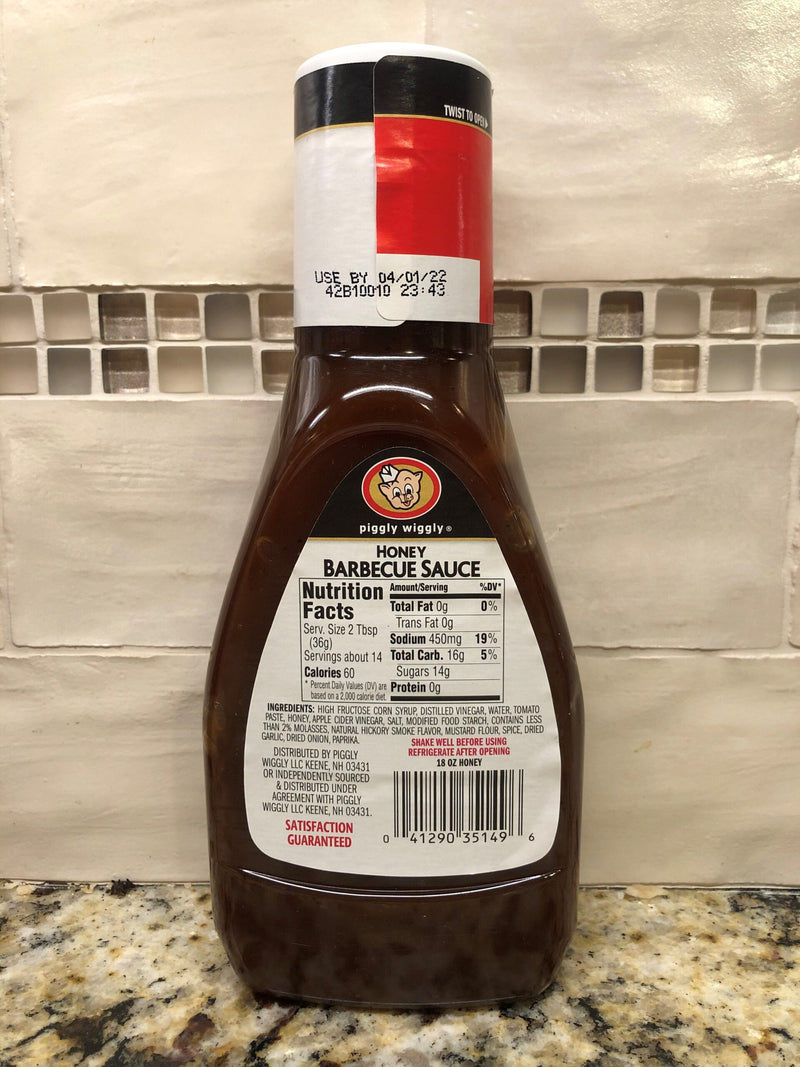 TWIST TO OPEN
USE BY 04/01/22
42B10010 23:43
piggly wiggly®
HONEY
BARBECUE SAUCE
Nutrition
Facts
Serv. Size 2 Tbsp
(36g)
Servings about 14
Calories 60
* Percent Daily Values (DV) are
based on a 2,000 calorie diet.
Amount/Serving %DV*
Total Fat 0g 0%
Trans Fat 0g
Sodium 450mg 19%
Total Carb. 16g 5%
Sugars 14g
Protein 0g
INGREDIENTS: HIGH FRUCTOSE CORN SYRUP, DISTILLED VINEGAR, WATER, TOMATO
PASTE, HONEY, APPLE CIDER VINEGAR, SALT, MODIFIED FOOD STARCH, CONTAINS LESS
THAN 2% MOLASSES, NATURAL HICKORY SMOKE FLAVOR, MUSTARD FLOUR, SPICE, DRIED
GARLIC, DRIED ONION, PAPRIKA.
DISTRIBUTED BY PIGGLY
WIGGLY LLC KEENE, NH 03431
OR INDEPENDENTLY SOURCED
& DISTRIBUTED UNDER
AGREEMENT WITH PIGGLY
WIGGLY LLC KEENE, NH 03431.
SATISFACTION
GUARANTEED
SHAKE WELL BEFORE USING
REFRIGERATE AFTER OPENING
18 OZ HONEY
0 41290 35149 6